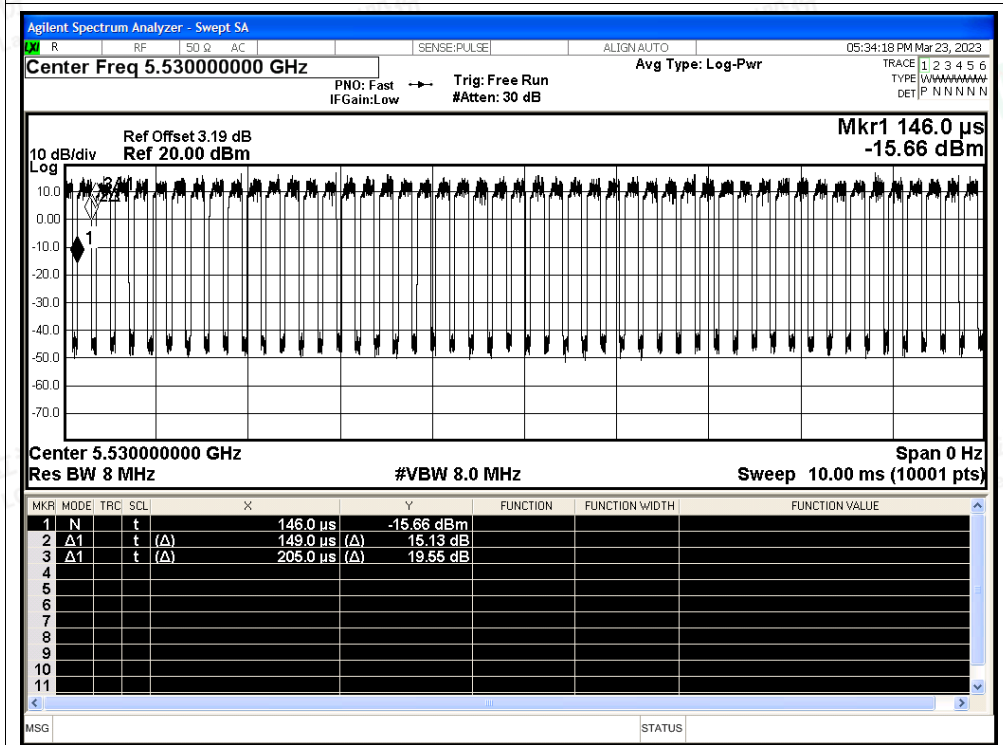 Agilent Spectrum Analyzer - Swept SA
LXI R RF 50 Ω AC SENSE:PULSE ALIGN AUTO 05:34:18 PM Mar 23, 2023
Center Freq 5.530000000 GHz
PNO: Fast
IFGain:Low
Trig: Free Run
#Atten: 30 dB
Avg Type: Log-Pwr
TRACE 1 2 3 4 5 6
TYPE
DET P N N N N N
Mkr1 146.0 µs
-15.66 dBm
Ref Offset 3.19 dB
10 dB/div Ref 20.00 dBm
Log
10.0
0.00
-10.0
-20.0
-30.0
-40.0
-50.0
-60.0
-70.0
1
Center 5.530000000 GHz Span 0 Hz
Res BW 8 MHz #VBW 8.0 MHz Sweep 10.00 ms (10001 pts)
MKR MODE TRC SCL X Y FUNCTION FUNCTION WIDTH FUNCTION VALUE
1 N t 146.0 µs -15.66 dBm
2 Δ1 t (Δ) 149.0 µs (Δ) 15.13 dB
3 Δ1 t (Δ) 205.0 µs (Δ) 19.55 dB
4
5
6
7
8
9
10
11
MSG STATUS